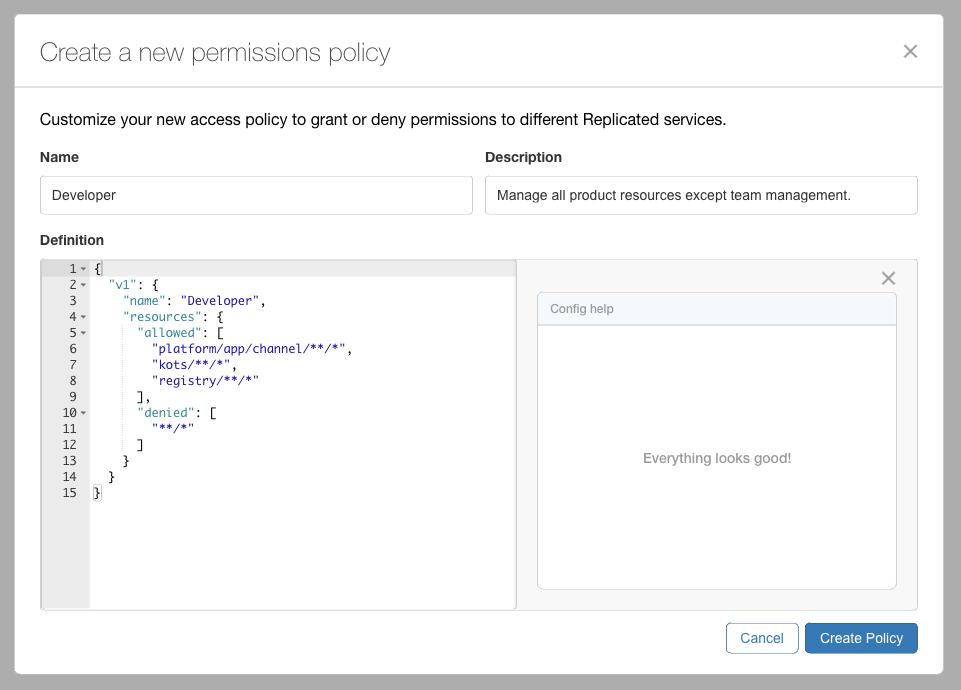 Create a new permissions policy
×
Customize your new access policy to grant or deny permissions to different Replicated services.
Name
Description
Developer
Manage all product resources except team management.
Definition
1 {
2 "v1": {
3 "name": "Developer",
4 "resources": {
5 "allowed": [
6 "platform/app/channel/**/*",
7 "kots/**/*",
8 "registry/**/*"
9 ],
10 "denied": [
11 "**/*"
12 ]
13 }
14 }
15 }
×
Config help
Everything looks good!
Cancel
Create Policy